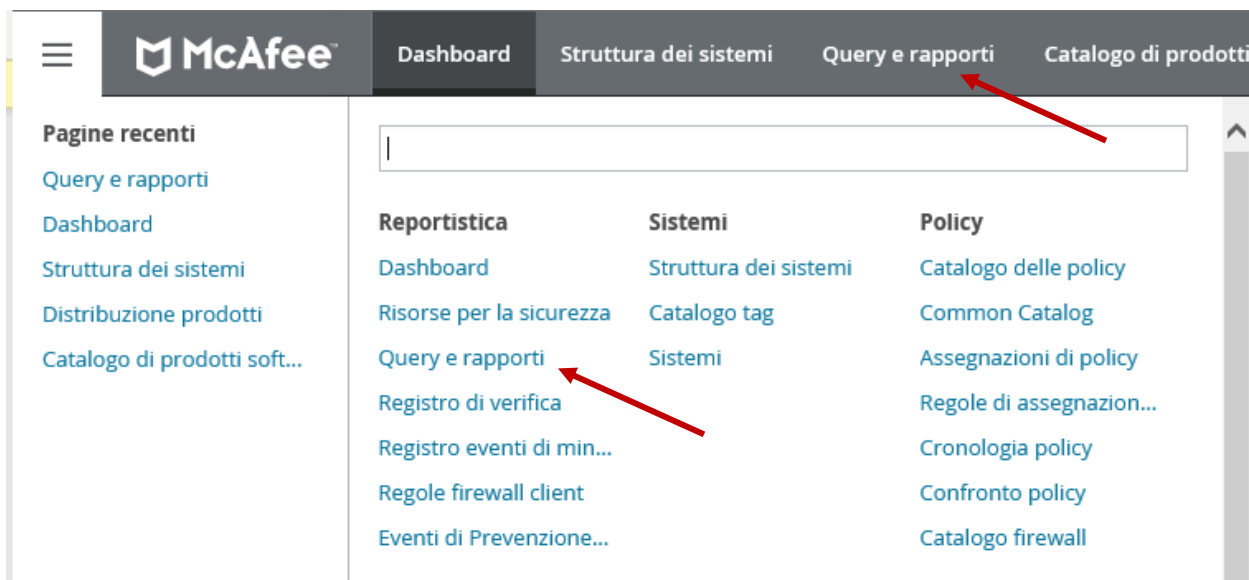 McAfee
Dashboard
Struttura dei sistemi
Query e rapporti
Catalogo di prodotti
Pagine recenti
Query e rapporti
Dashboard
Struttura dei sistemi
Distribuzione prodotti
Catalogo di prodotti soft...
Reportistica
Dashboard
Risorse per la sicurezza
Query e rapporti
Registro di verifica
Registro eventi di min...
Regole firewall client
Eventi di Prevenzione...
Sistemi
Struttura dei sistemi
Catalogo tag
Sistemi
Policy
Catalogo delle policy
Common Catalog
Assegnazioni di policy
Regole di assegnazion...
Cronologia policy
Confronto policy
Catalogo firewall